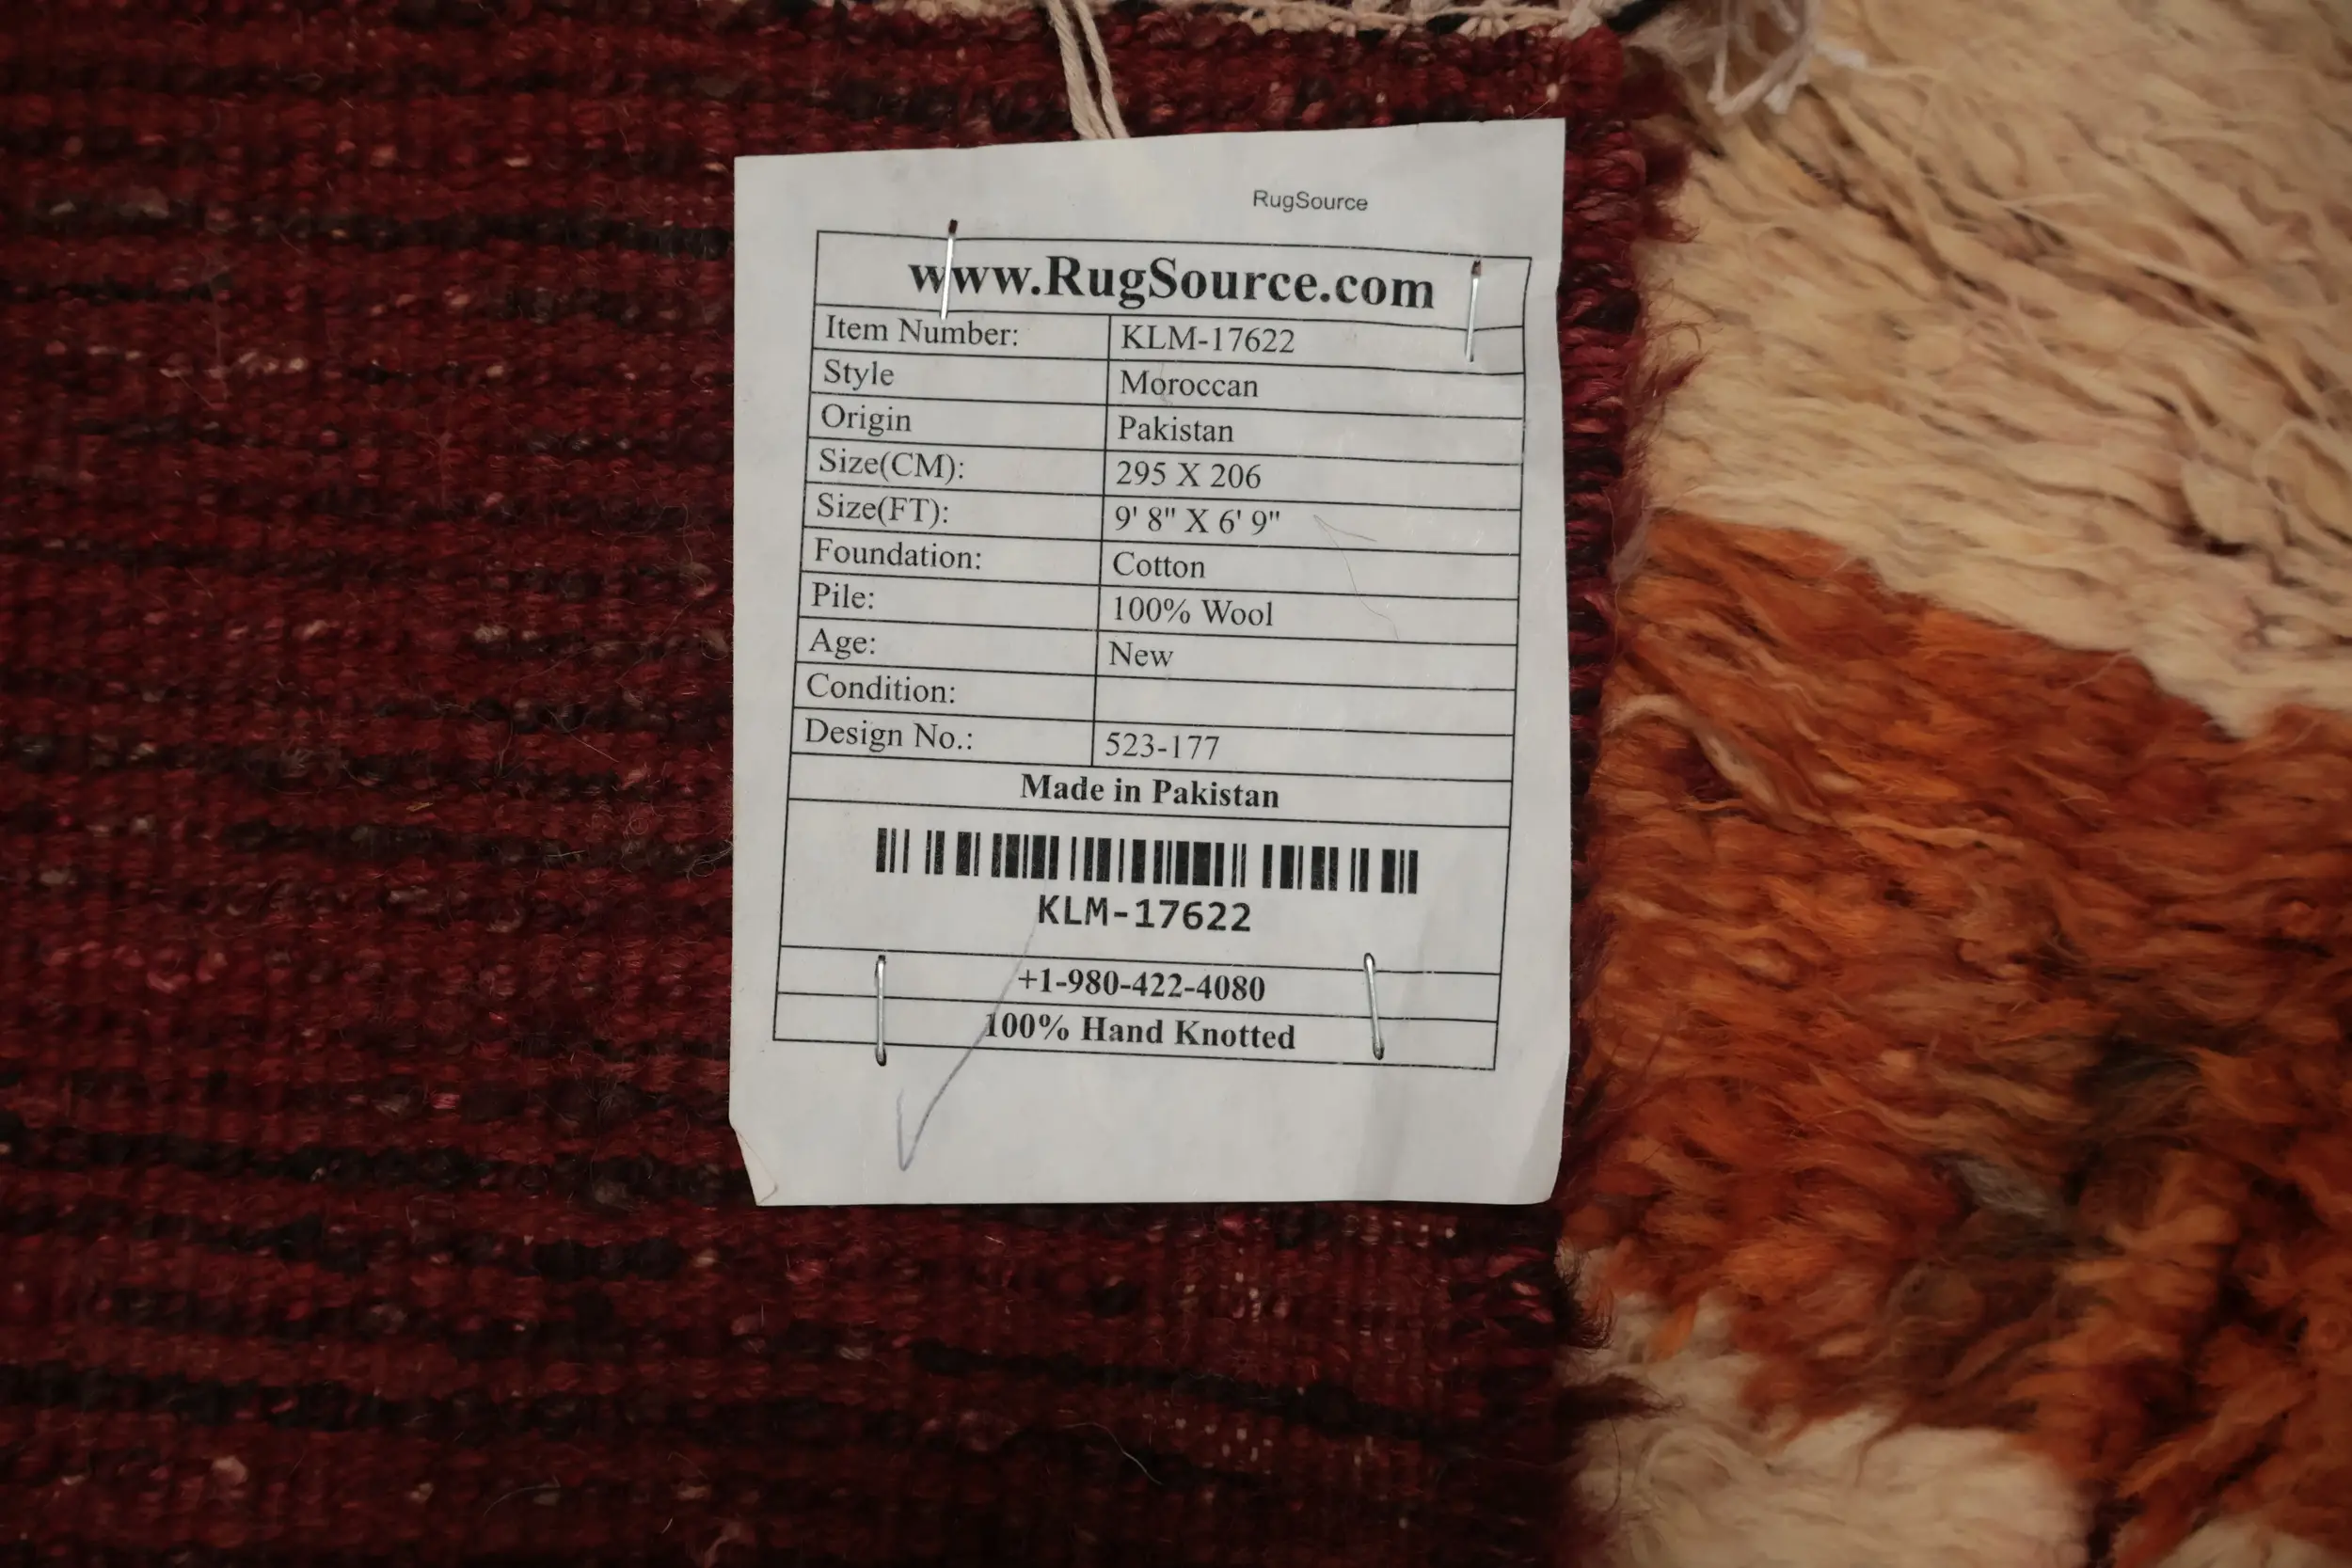 RugSource
www.RugSource.com
Item Number: KLM-17622
Style Moroccan
Origin Pakistan
Size(CM): 295 X 206
Size(FT): 9' 8" X 6' 9"
Foundation: Cotton
Pile: 100% Wool
Age: New
Condition:
Design No.: 523-177
Made in Pakistan
KLM-17622
+1-980-422-4080
100% Hand Knotted